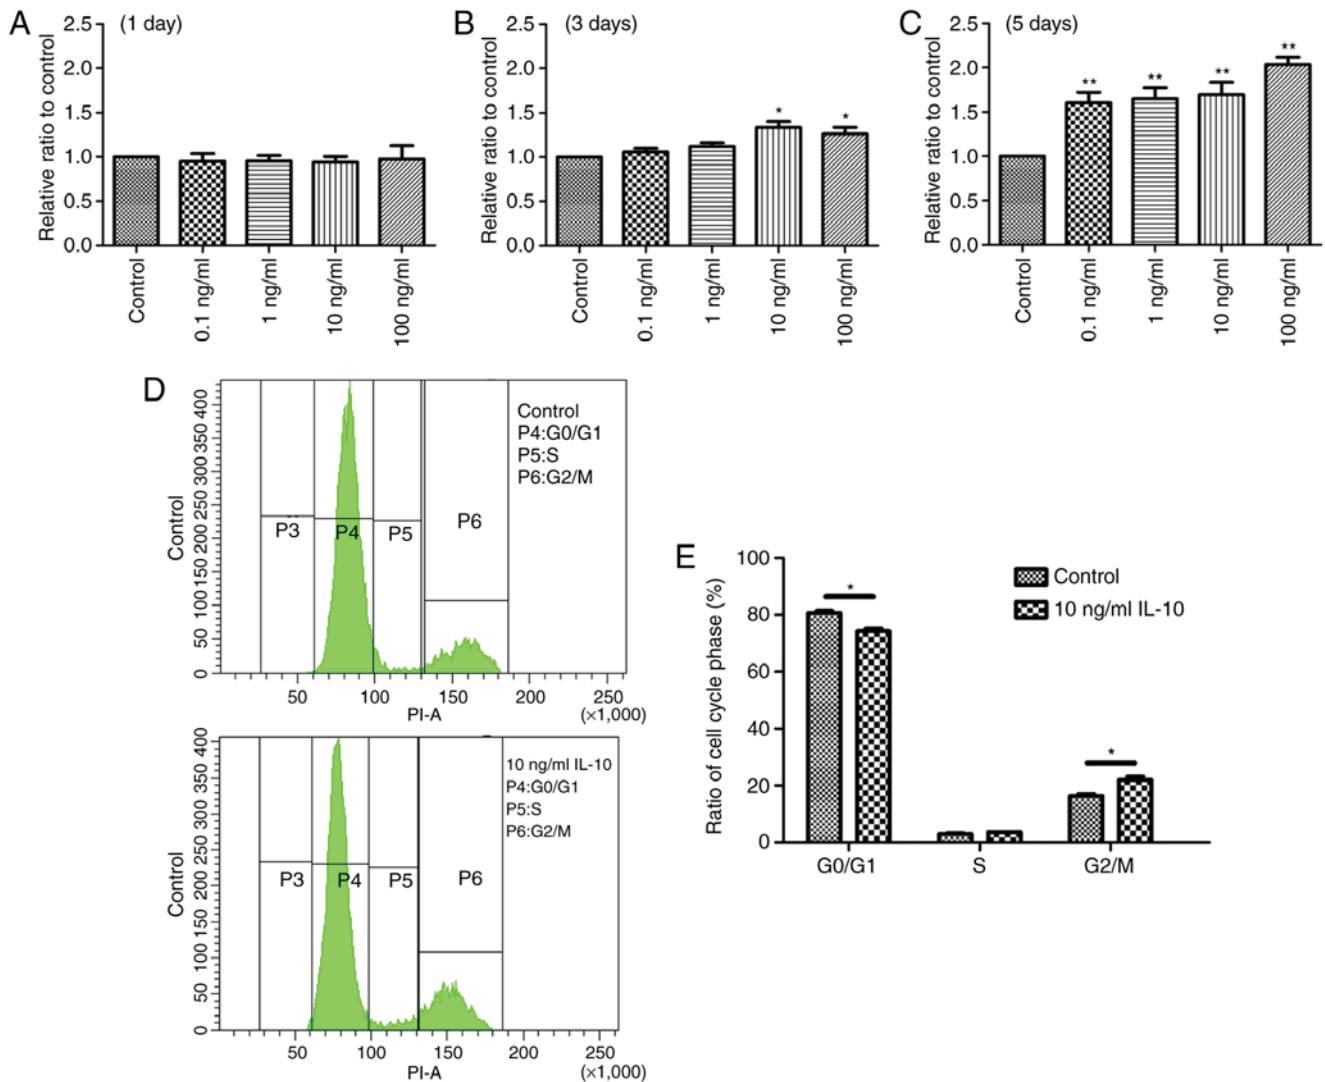 A
(1 day)
Relative ratio to control
2.5
2.0
1.5
1.0
0.5
0.0
Control
0.1 ng/ml
1 ng/ml
10 ng/ml
100 ng/ml
B
(3 days)
Relative ratio to control
2.5
2.0
1.5
1.0
0.5
0.0
*
*
Control
0.1 ng/ml
1 ng/ml
10 ng/ml
100 ng/ml
C
(5 days)
Relative ratio to control
2.5
2.0
1.5
1.0
0.5
0.0
**
**
**
**
Control
0.1 ng/ml
1 ng/ml
10 ng/ml
100 ng/ml
D
Control
0 50 100 150 200 250 300 350 400
P3
P4
P5
P6
Control
P4:G0/G1
P5:S
P6:G2/M
50 100 150 200 250
PI-A
(×1,000)
Control
0 50 100 150 200 250 300 350 400
P3
P4
P5
P6
10 ng/ml IL-10
P4:G0/G1
P5:S
P6:G2/M
50 100 150 200 250
PI-A
(×1,000)
E
Ratio of cell cycle phase (%)
100
80
60
40
20
0
*
*
Control
10 ng/ml IL-10
G0/G1
S
G2/M